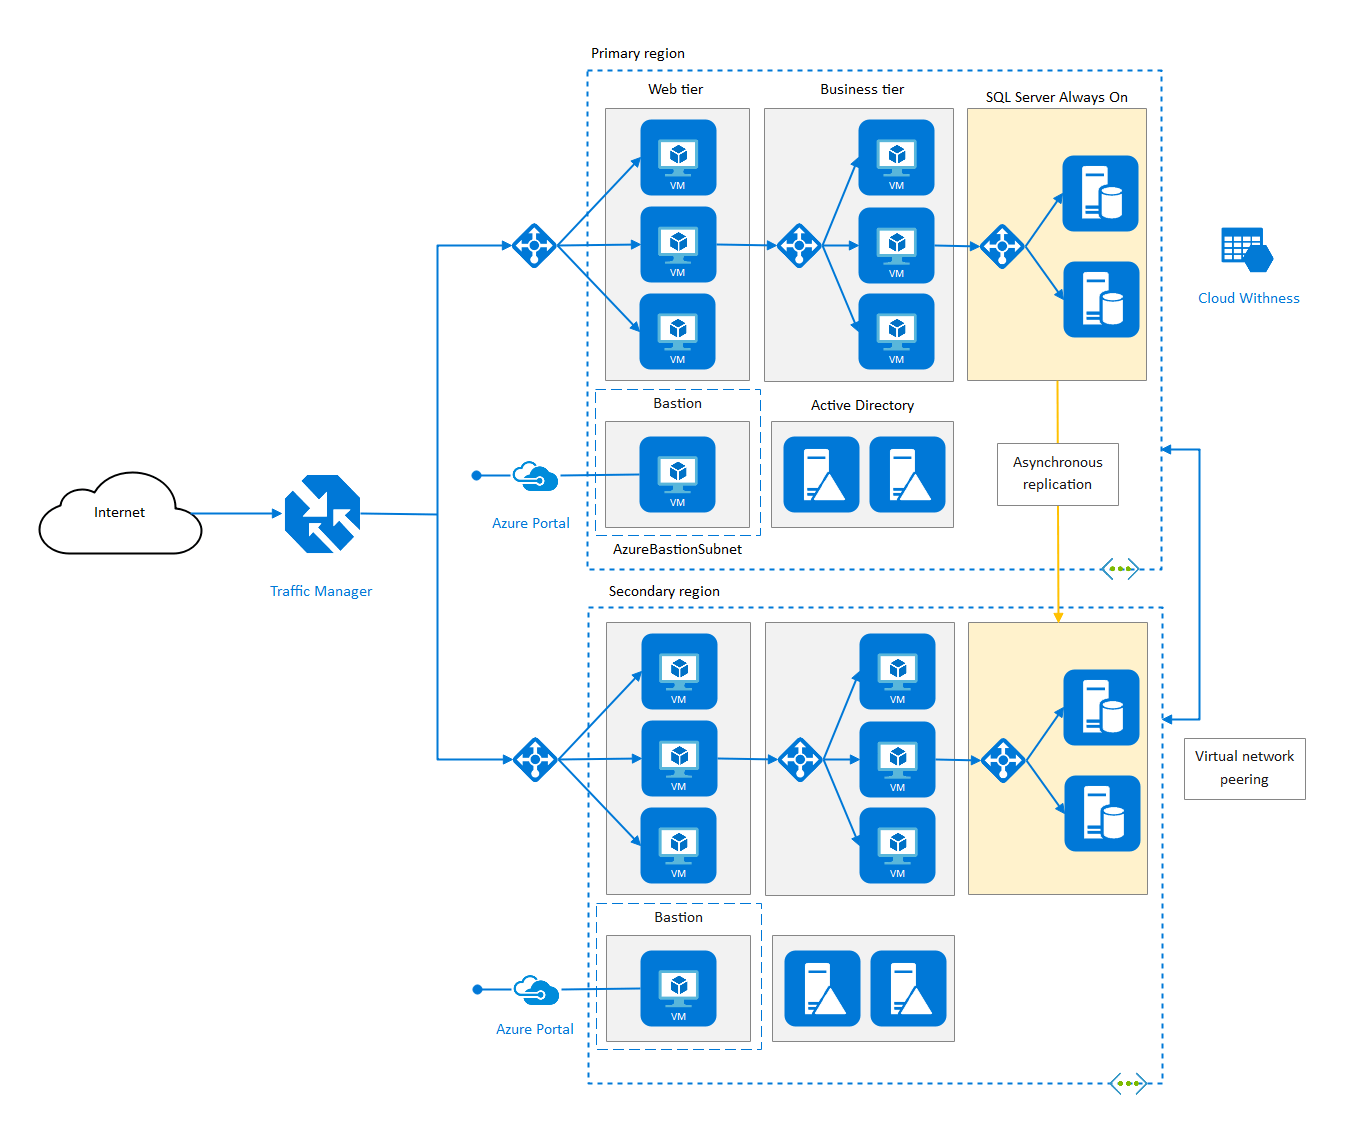 Primary region
Web tier
Business tier
SQL Server Always On
VM
VM
VM
VM
VM
VM
Cloud Withness
Bastion
Active Directory
VM
Azure Portal
AzureBastionSubnet
Asynchronous
replication
Internet
Traffic Manager
Secondary region
VM
VM
VM
VM
VM
VM
Virtual network
peering
Bastion
VM
Azure Portal